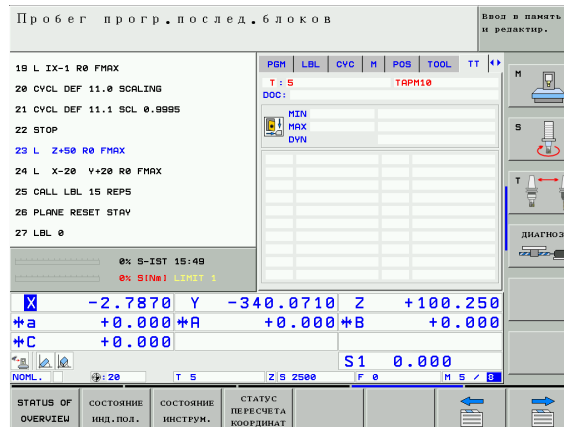 Пробег прогр.послед.блоков
Ввод в память
и редактир.
19 L IX-1 R0 FMAX
20 CYCL DEF 11.0 SCALING
21 CYCL DEF 11.1 SCL 0.9995
22 STOP
23 L Z+50 R0 FMAX
24 L X-20 Y+20 R0 FMAX
25 CALL LBL 15 REP5
26 PLANE RESET STAY
27 LBL 0
PGM LBL CYC M POS TOOL TT
T : 5 TAPM10
DOC:
MIN
MAX
DYN
0% S-IST 15:49
0% S[Nm] LIMIT 1
X -2.7870 Y -340.0710 Z +100.250
a +0.000 A +0.000 B +0.000
C +0.000
S1 0.000
NOML. : 20 T 5 Z S 2500 F 0 M 5 / 8
M
S
T
ДИАГНОЗ
STATUS OF
OVERVIEW
СОСТОЯНИЕ
ИНД.ПОЛ.
СОСТОЯНИЕ
ИНСТРУМ.
СТАТУС
ПЕРЕСЧЕТА
КООРДИНАТ